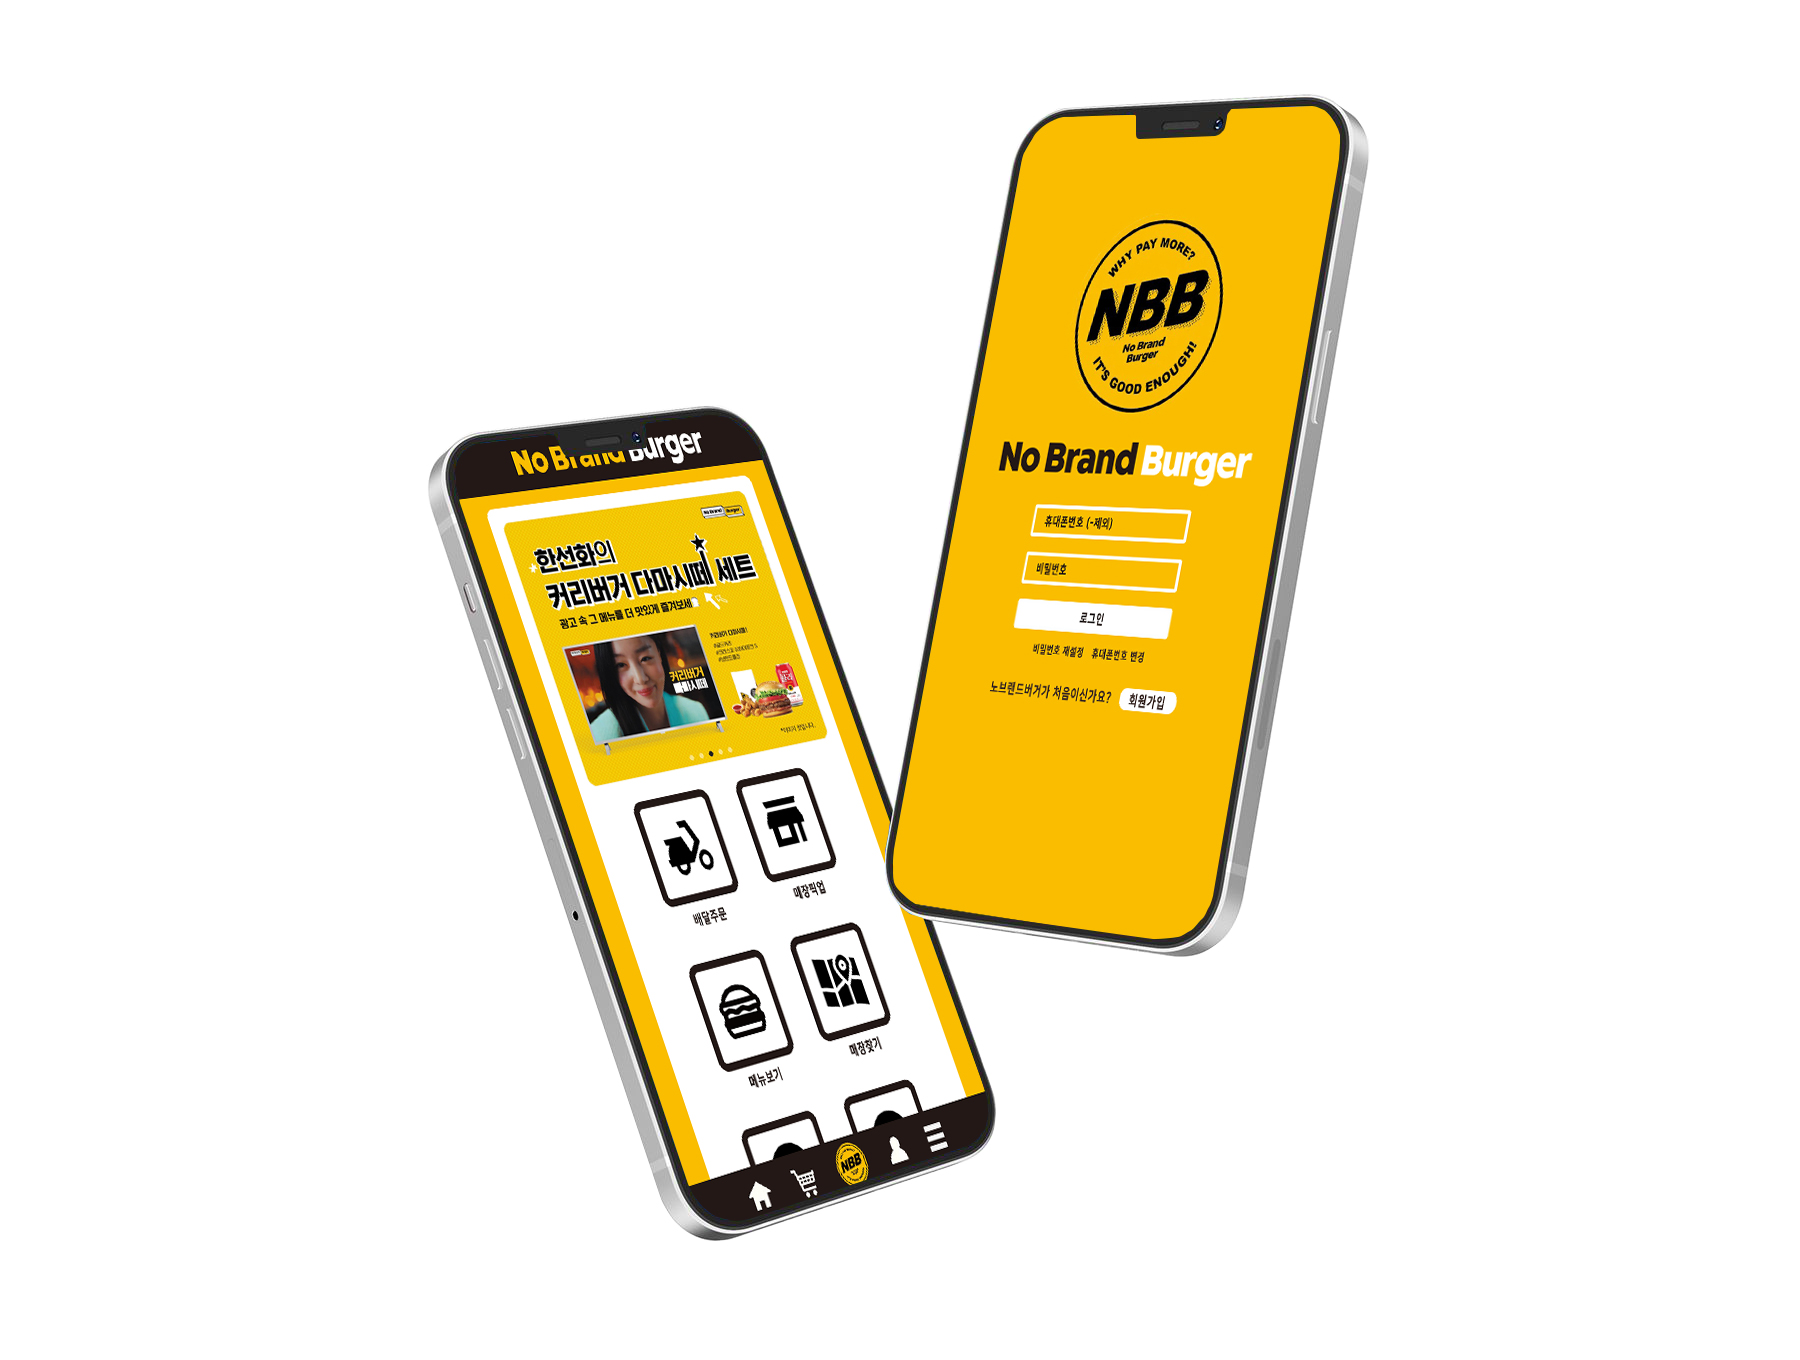 No Brand Burger
No Brand Burger
한선화의
커리버거 다마시떼 세트
광고 속 그 메뉴를 더 맛있게 즐겨보세
커리버거 다마시떼!
커리버거
다마시떼
배달주문
매장픽업
메뉴보기
매장찾기
NBB
WHY PAY MORE?
NBB
No Brand
Burger
IT'S GOOD ENOUGH!
No Brand Burger
휴대폰번호 (-제외)
비밀번호
로그인
비밀번호 재설정 휴대폰번호 변경
노브랜드버거가 처음이신가요? 회원가입